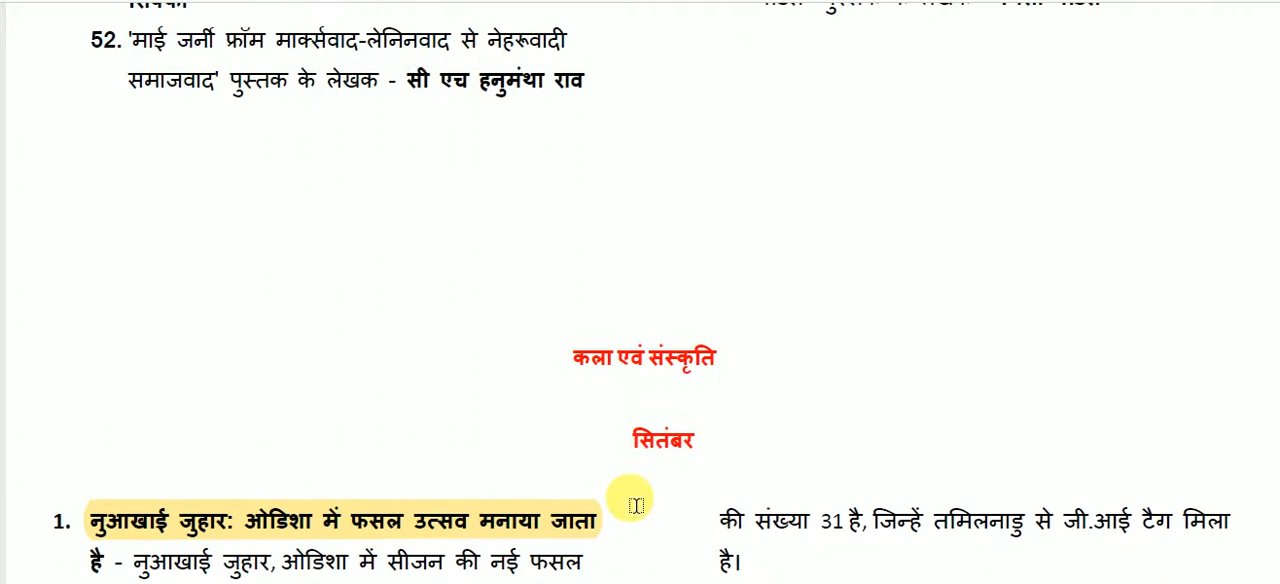 52. 'माई जर्नी फ्रॉम मार्क्सवाद-लेनिनवाद से नेहरूवादी
समाजवाद' पुस्तक के लेखक - सी एच हनुमंथा राव
कला एवं संस्कृति
सितंबर
1. नुआखाई जुहार: ओडिशा में फसल उत्सव मनाया जाता
है - नुआखाई जुहार, ओडिशा में सीजन की नई फसल
की संख्या 31 है, जिन्हें तमिलनाडु से जी.आई टैग मिला
है।